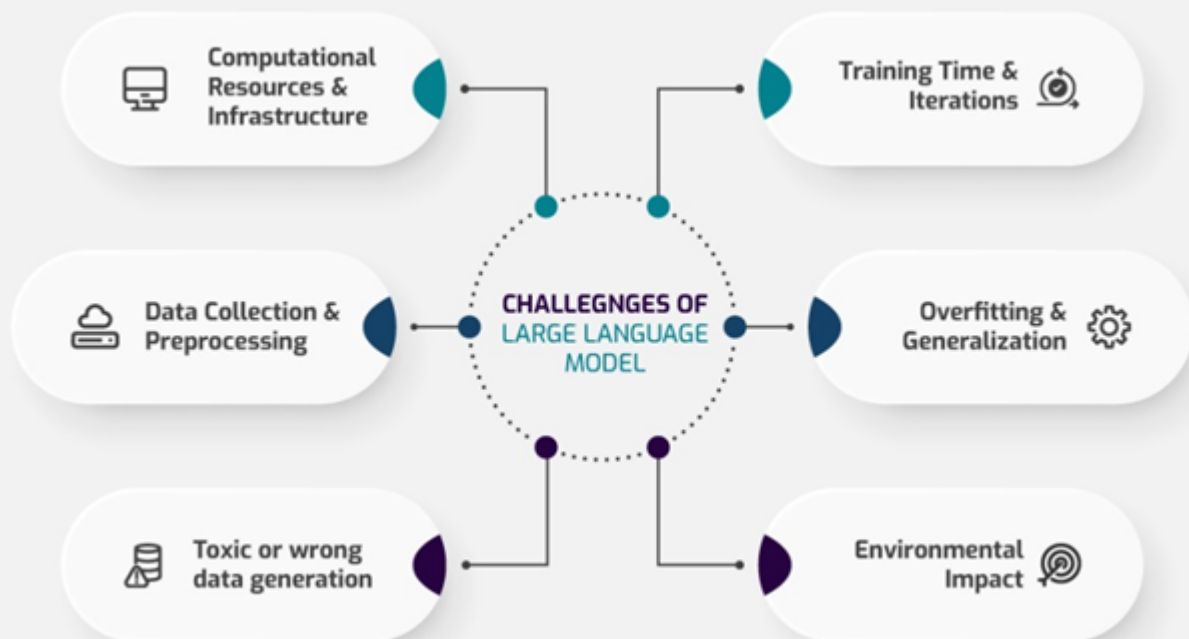 Computational
Resources &
Infrastructure
Training Time &
Iterations
Data Collection &
Preprocessing
CHALLEGNGES OF
LARGE LANGUAGE
MODEL
Overfitting &
Generalization
Toxic or wrong
data generation
Environmental
Impact